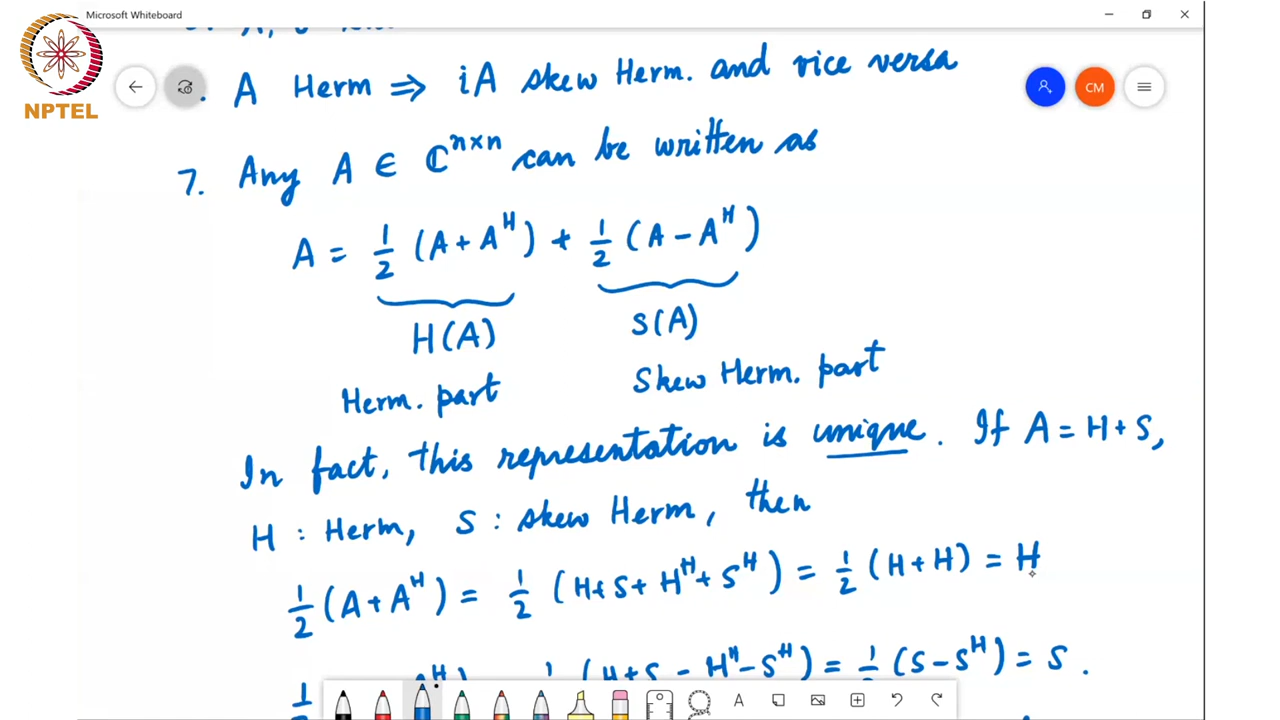 Microsoft Whiteboard
NPTEL
CM
. A Herm ⇒ iA skew Herm. and vice versa
7. Any A ∈ ℂ^{n×n} can be written as
A = 1/2 (A + A^H) + 1/2 (A - A^H)
H(A) S(A)
Herm. part Skew Herm. part
In fact, this representation is unique. If A = H + S,
H : Herm, S : skew Herm, then
1/2 (A + A^H) = 1/2 (H + S + H^H + S^H) = 1/2 (H + H) = H
(H + S - H^H - S^H) = 1/2 (S - S^H) = S.
A